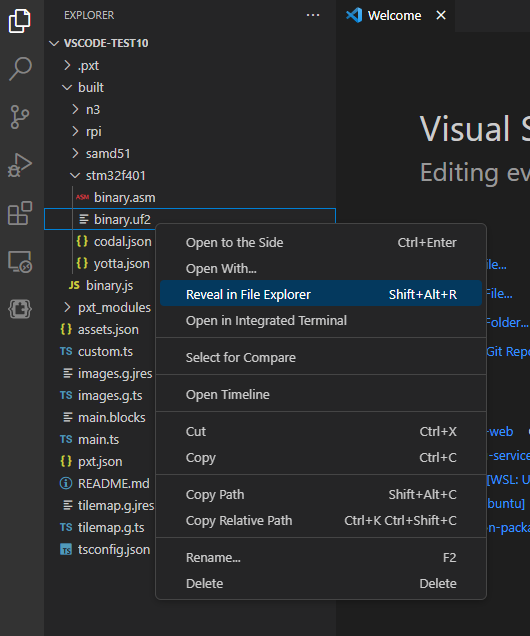 EXPLORER
Welcome
VSCODE-TEST10
.pxt
built
n3
rpi
samd51
stm32f401
ASM binary.asm
binary.uf2
codal.json
yotta.json
JS binary.js
pxt_modules
assets.json
TS custom.ts
images.g.jres
TS images.g.ts
main.blocks
TS main.ts
pxt.json
README.md
tilemap.g.jres
TS tilemap.g.ts
TS tsconfig.json
Open to the Side Ctrl+Enter
Open With...
Reveal in File Explorer Shift+Alt+R
Open in Integrated Terminal
Select for Compare
Open Timeline
Cut Ctrl+X
Copy Ctrl+C
Copy Path Shift+Alt+C
Copy Relative Path Ctrl+K Ctrl+Shift+C
Rename... F2
Delete Delete
Visual S
Editing ev
le...
File...
Folder...
Git Repo
-web
-service
[WSL: U
buntu]
on-packa